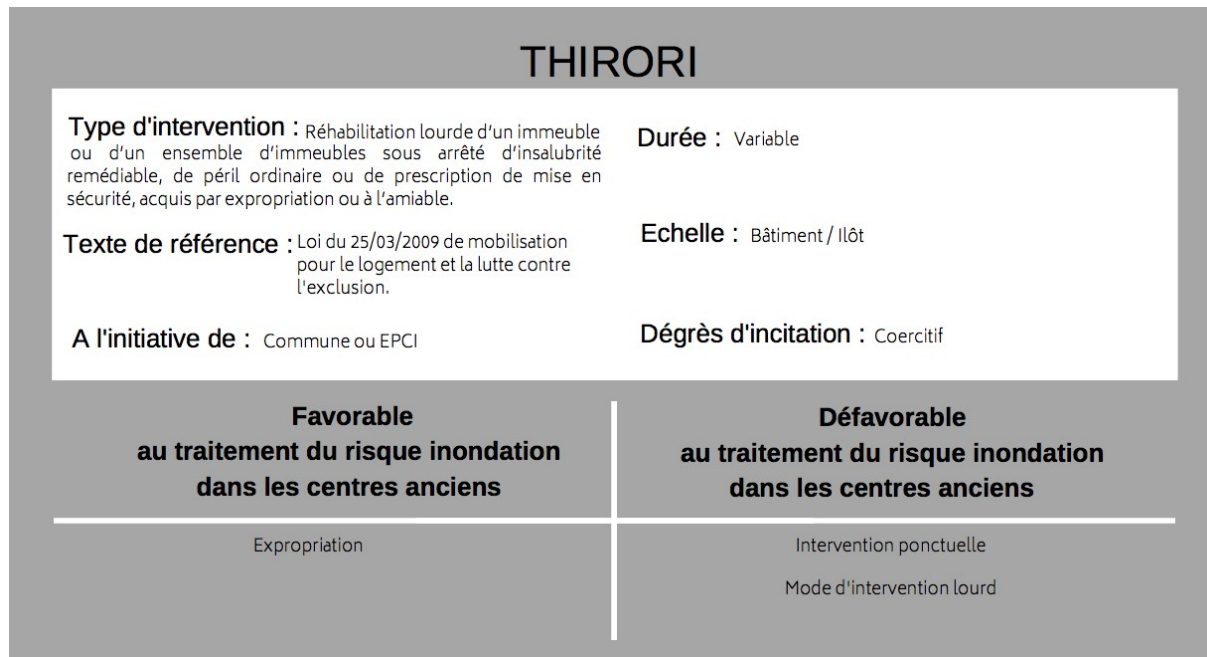 THIRORI
Type d'intervention : Réhabilitation lourde d'un immeuble
ou d'un ensemble d'immeubles sous arrêté d'insalubrité
remédiable, de péril ordinaire ou de prescription de mise en
sécurité, acquis par expropriation ou à l'amiable.
Texte de référence : Loi du 25/03/2009 de mobilisation
pour le logement et la lutte contre
l'exclusion.
A l'initiative de : Commune ou EPCI
Durée : Variable
Echelle : Bâtiment / Ilôt
Dégrès d'incitation : Coercitif
Favorable
au traitement du risque inondation
dans les centres anciens
Expropriation
Défavorable
au traitement du risque inondation
dans les centres anciens
Intervention ponctuelle
Mode d'intervention lourd